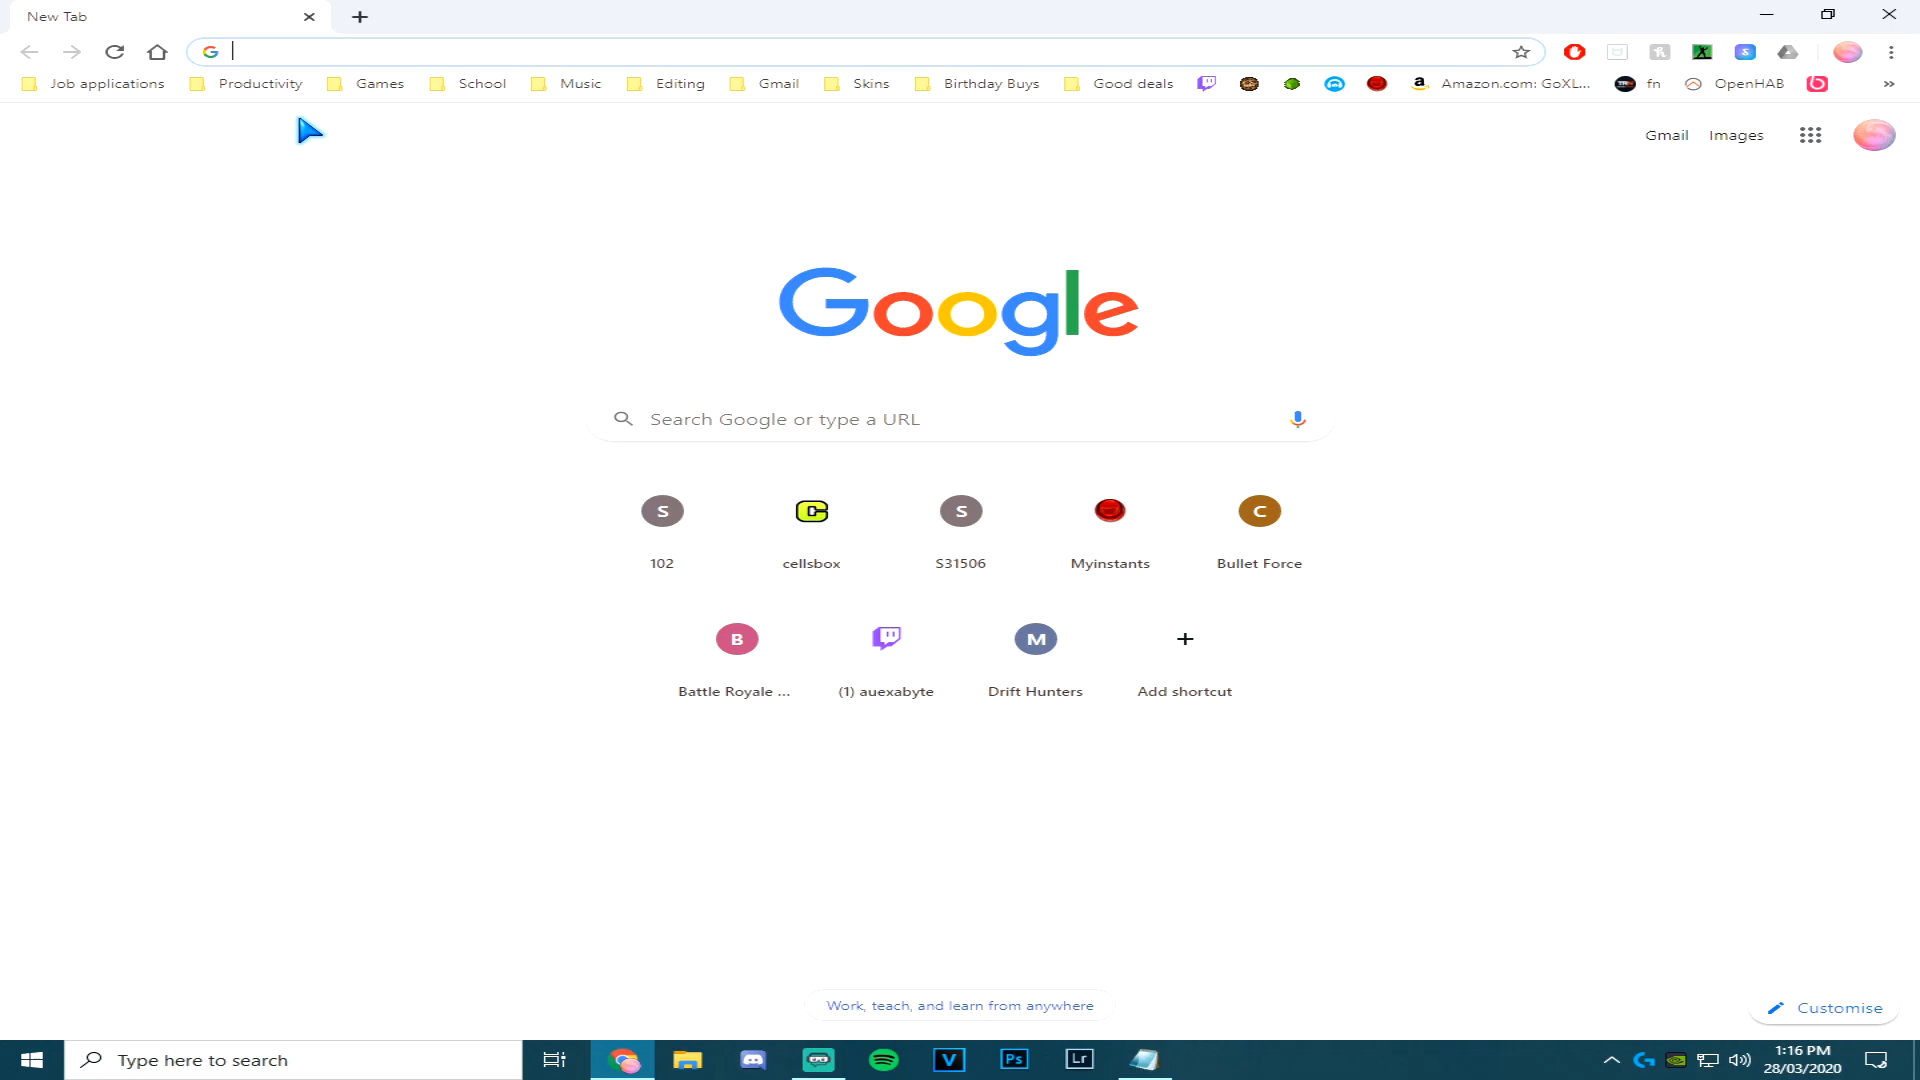 New Tab
Job applications Productivity Games School Music Editing Gmail Skins Birthday Buys Good deals Amazon.com: GoXL... fn OpenHAB »
Gmail Images
Google
Search Google or type a URL
S C S C
102 cellsbox S31506 Myinstants Bullet Force
B M
Battle Royale ... (1) auexabyte Drift Hunters Add shortcut
Work, teach, and learn from anywhere
Customise
Type here to search V Ps Lr 1:16 PM
28/03/2020